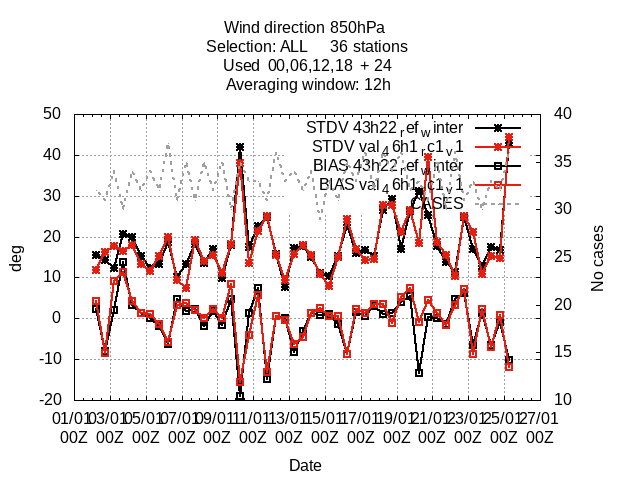 Wind direction 850hPa
Selection: ALL 36 stations
Used 00,06,12,18 + 24
Averaging window: 12h
STDV 43h22_ref_winter
STDV val_46h1_rc1_v1
BIAS 43h22_ref_winter
BIAS val_46h1_rc1_v1
CASES
deg
50
40
30
20
10
0
-10
-20
No cases
40
35
30
25
20
15
10
01/01 03/01 05/01 07/01 09/01 11/01 13/01 15/01 17/01 19/01 21/01 23/01 25/01 27/01
00Z 00Z 00Z 00Z 00Z 00Z 00Z 00Z 00Z 00Z 00Z 00Z 00Z 00Z
Date